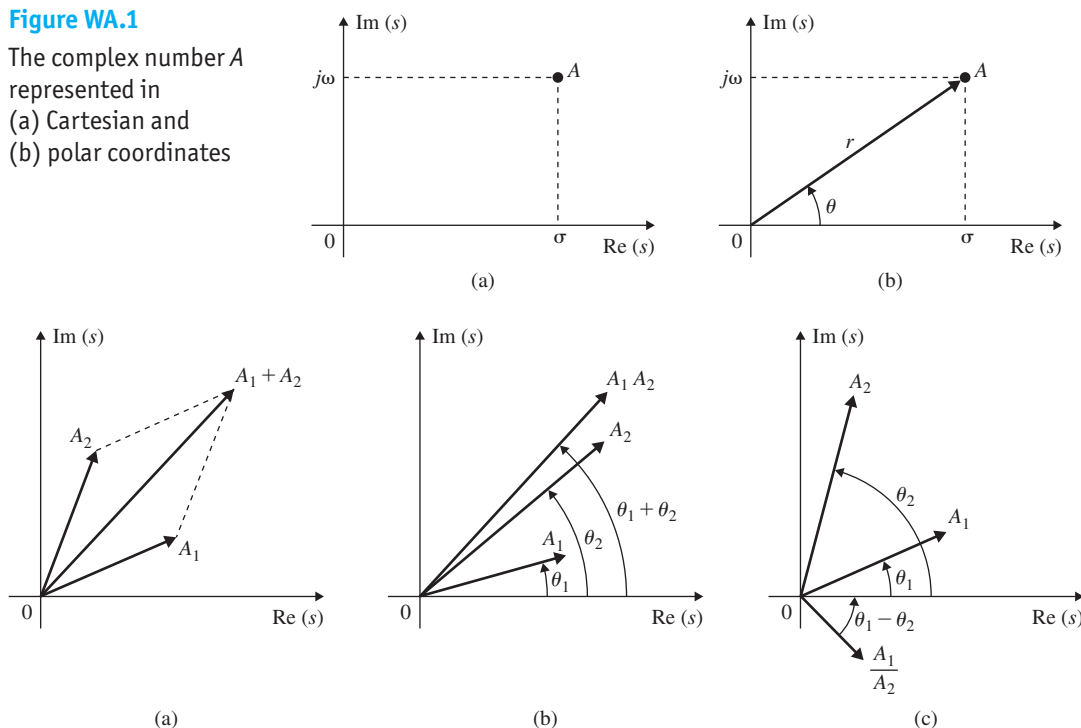 Figure WA.1
The complex number A
represented in
(a) Cartesian and
(b) polar coordinates
Im (s)
jω
A
0
σ
Re (s)
(a)
Im (s)
jω
A
r
θ
0
σ
Re (s)
(b)
Im (s)
A₁ + A₂
A₂
A₁
0
Re (s)
(a)
Im (s)
A₁ A₂
A₂
θ₁ + θ₂
A₁
θ₂
θ₁
0
Re (s)
(b)
Im (s)
A₂
θ₂
A₁
θ₁
0
Re (s)
θ₁ − θ₂
A₁
A₂
(c)